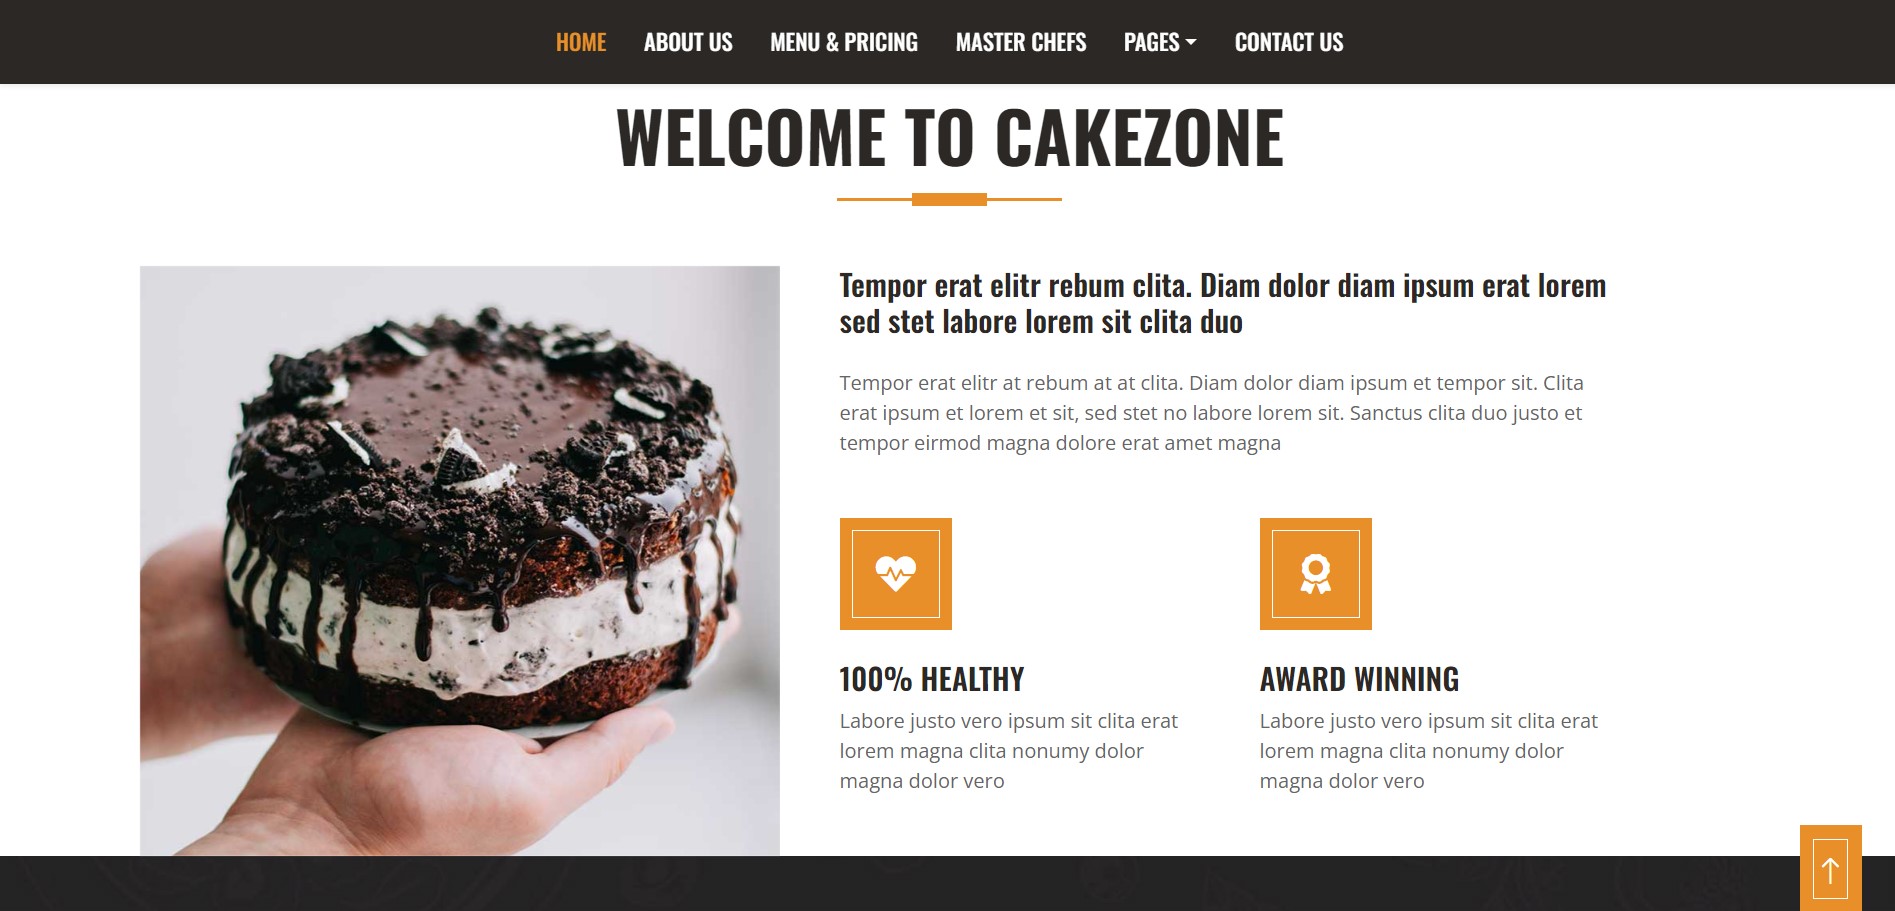 HOME ABOUT US MENU & PRICING MASTER CHEFS PAGES CONTACT US
WELCOME TO CAKEZONE
Tempor erat elitr rebum clita. Diam dolor diam ipsum erat lorem
sed stet labore lorem sit clita duo
Tempor erat elitr at rebum at at clita. Diam dolor diam ipsum et tempor sit. Clita
erat ipsum et lorem et sit, sed stet no labore lorem sit. Sanctus clita duo justo et
tempor eirmod magna dolore erat amet magna
100% HEALTHY
Labore justo vero ipsum sit clita erat
lorem magna clita nonumy dolor
magna dolor vero
AWARD WINNING
Labore justo vero ipsum sit clita erat
lorem magna clita nonumy dolor
magna dolor vero